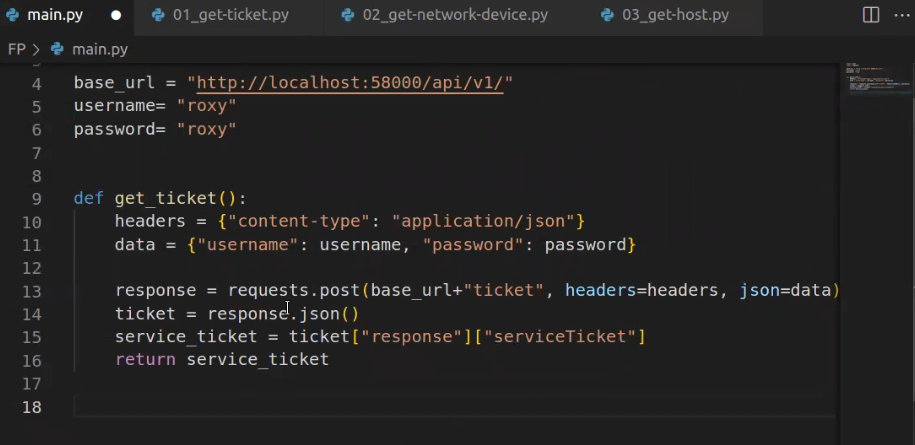 main.py 01_get-ticket.py 02_get-network-device.py 03_get-host.py
FP > main.py
4 base_url = "http://localhost:58000/api/v1/"
5 username= "roxy"
6 password= "roxy"
7
8
9 def get_ticket():
10     headers = {"content-type": "application/json"}
11     data = {"username": username, "password": password}
12
13     response = requests.post(base_url+"ticket", headers=headers, json=data)
14     ticket = response.json()
15     service_ticket = ticket["response"]["serviceTicket"]
16     return service_ticket
17
18